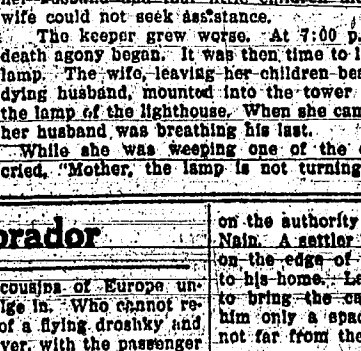 wife could not seek assistance.
The keeper grew worse. At 7:00 p.
death agony began. It was then time to l
lamp. The wife, leaving her children bes
dying husband, mounted into the tower
the lamp of the lighthouse. When she cam
her husband was breathing his last.
While she was weeping one of the
cried, "Mother, the lamp is not turning
brador
cousins of Europe un-
lge in. Who cannot re-
of a flying droshky and
ver, with the passenger
on the authority
Nain. A settler
on the edge of
to his home. La
to bring the ca
him only a spac
not far from the